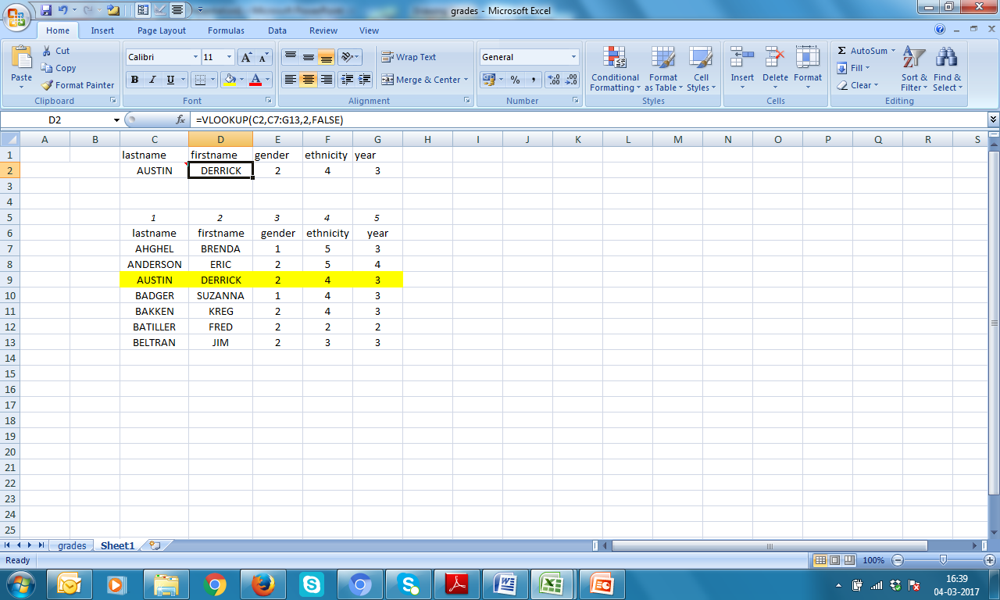 grades - Microsoft Excel
Home Insert Page Layout Formulas Data Review View
Paste
Cut
Copy
Format Painter
Clipboard
Calibri 11
B I U
Font
Wrap Text
Merge & Center
Alignment
General
% ,
Number
Conditional Formatting
Format as Table
Cell Styles
Styles
Insert Delete Format
Cells
Σ AutoSum
Fill
Clear
Sort & Filter
Find & Select
Editing
D2 fx =VLOOKUP(C2,C7:G13,2,FALSE)
A B C D E F G H I J K L M N O P Q R S
1 lastname firstname gender ethnicity year
2 AUSTIN DERRICK 2 4 3
3
4
5 1 2 3 4 5
6 lastname firstname gender ethnicity year
7 AHGHEL BRENDA 1 5 3
8 ANDERSON ERIC 2 5 4
9 AUSTIN DERRICK 2 4 3
10 BADGER SUZANNA 1 4 3
11 BAKKEN KREG 2 4 3
12 BATILLER FRED 2 2 2
13 BELTRAN JIM 2 3 3
14
15
16
17
18
19
20
21
22
23
24
25
grades Sheet1
Ready 100%
16:39
04-03-2017